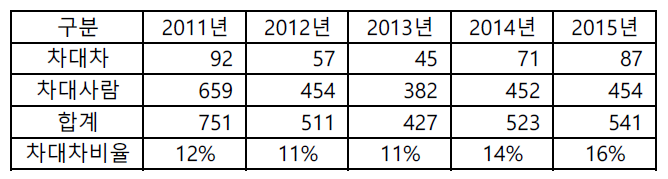 구분 2011년 2012년 2013년 2014년 2015년
차대차 92 57 45 71 87
차대사람 659 454 382 452 454
합계 751 511 427 523 541
차대차비율 12% 11% 11% 14% 16%